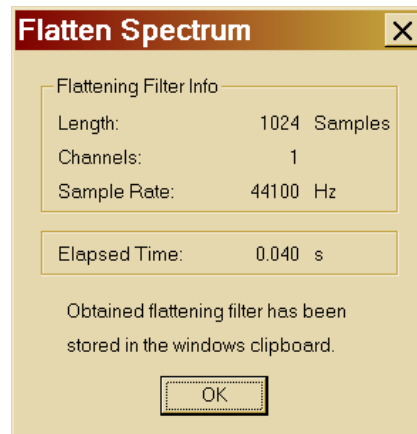 Flatten Spectrum
Flattening Filter Info
Length: 1024 Samples
Channels: 1
Sample Rate: 44100 Hz
Elapsed Time: 0.040 s
Obtained flattening filter has been
stored in the windows clipboard.
OK